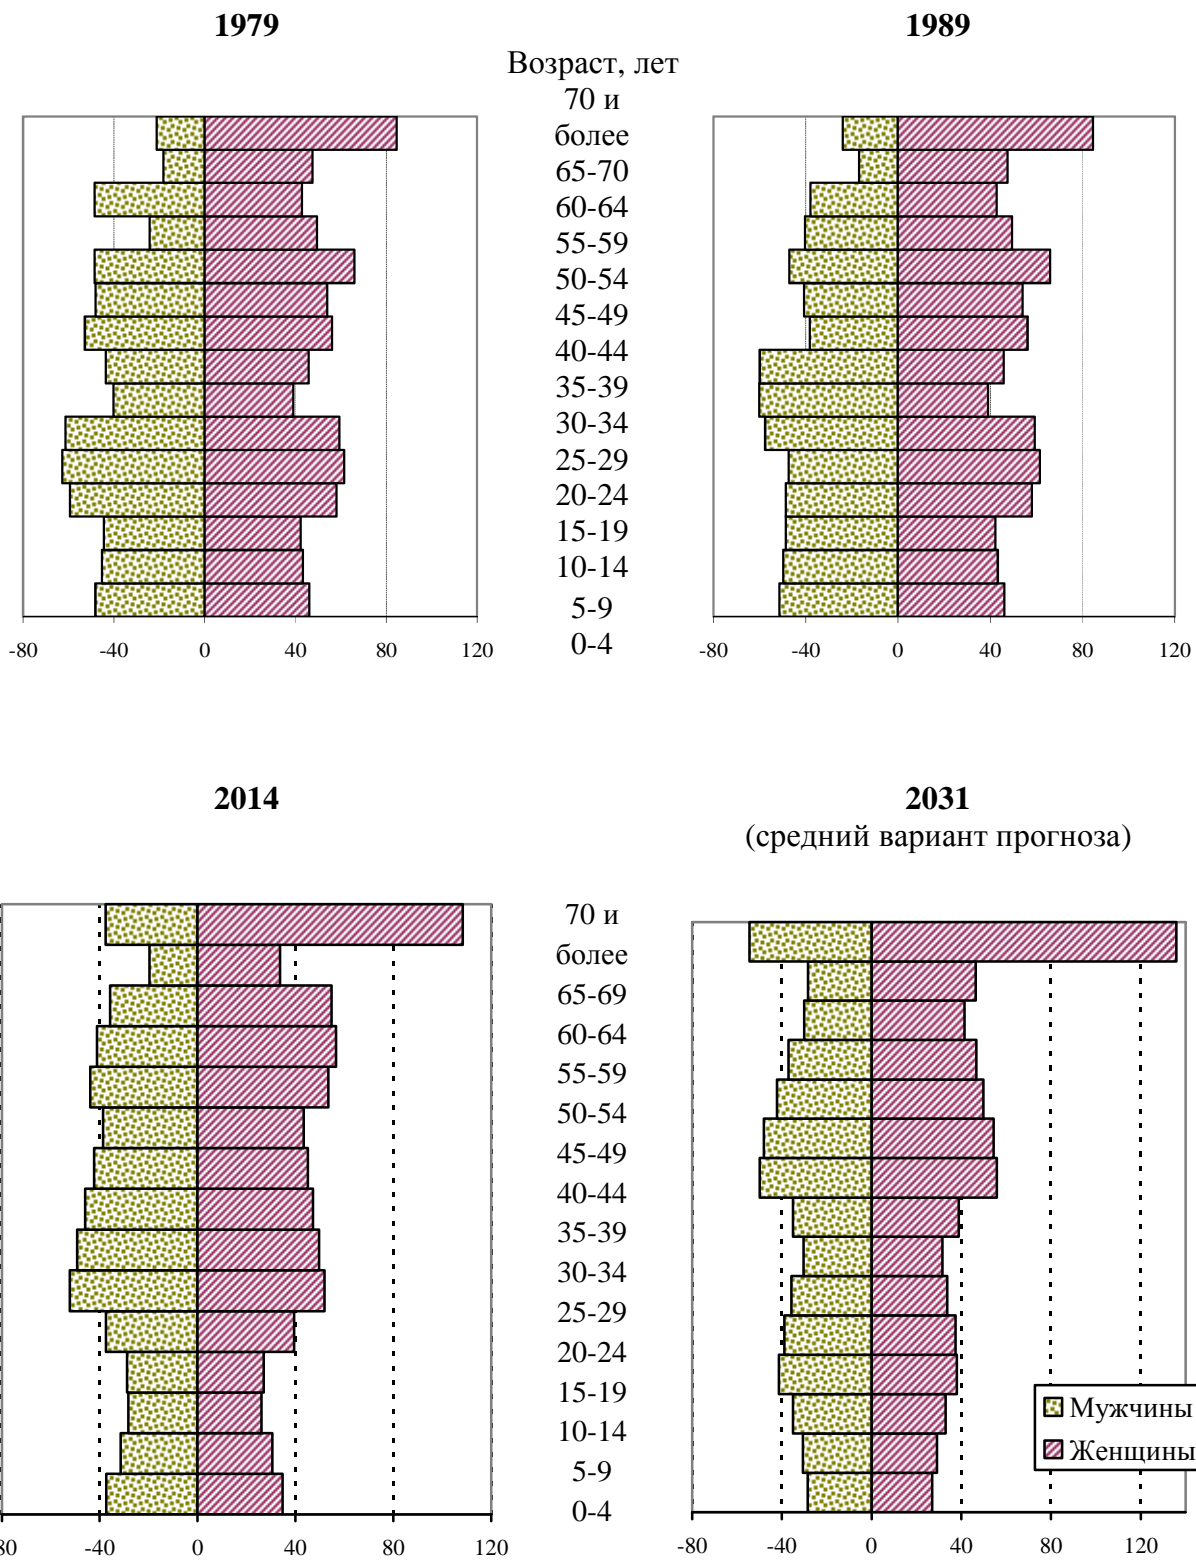 1979
1989
Возраст, лет
70 и
более
65-70
60-64
55-59
50-54
45-49
40-44
35-39
30-34
25-29
20-24
15-19
10-14
5-9
0-4
-80 -40 0 40 80 120
-80 -40 0 40 80 120
2014
2031
(средний вариант прогноза)
70 и
более
65-69
60-64
55-59
50-54
45-49
40-44
35-39
30-34
25-29
20-24
15-19
10-14
5-9
0-4
Мужчины
Женщины
80 -40 0 40 80 120
-80 -40 0 40 80 120